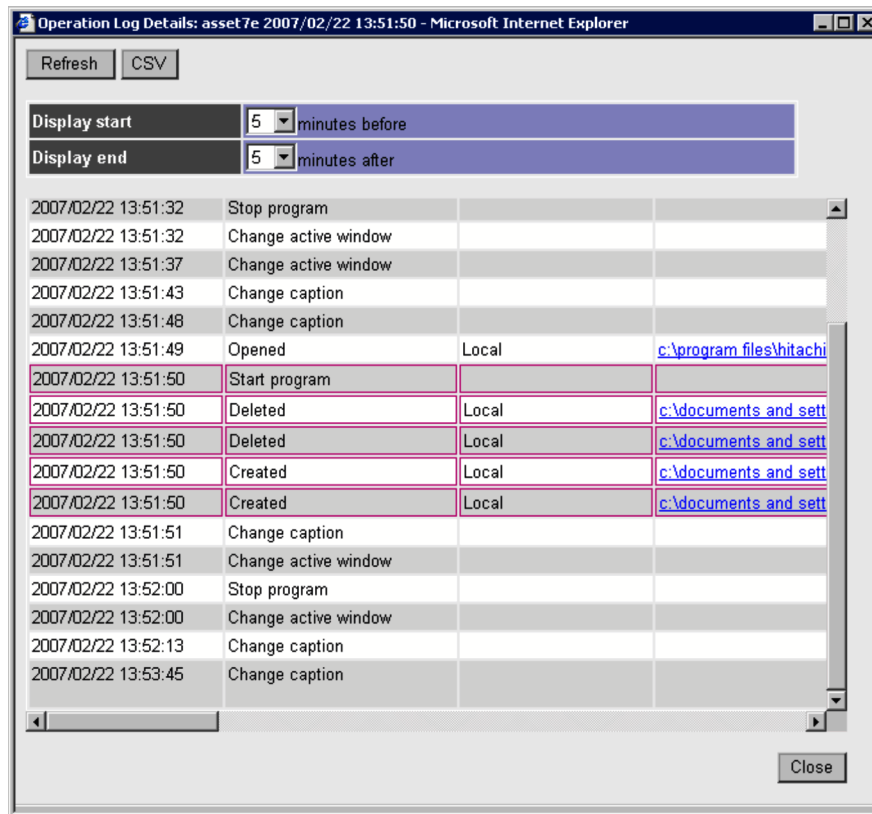 Operation Log Details: asset7e 2007/02/22 13:51:50 - Microsoft Internet Explorer
Refresh CSV
Display start 5 minutes before
Display end 5 minutes after
2007/02/22 13:51:32 Stop program
2007/02/22 13:51:32 Change active window
2007/02/22 13:51:37 Change active window
2007/02/22 13:51:43 Change caption
2007/02/22 13:51:48 Change caption
2007/02/22 13:51:49 Opened Local c:\program files\hitachi
2007/02/22 13:51:50 Start program
2007/02/22 13:51:50 Deleted Local c:\documents and sett
2007/02/22 13:51:50 Deleted Local c:\documents and sett
2007/02/22 13:51:50 Created Local c:\documents and sett
2007/02/22 13:51:50 Created Local c:\documents and sett
2007/02/22 13:51:51 Change caption
2007/02/22 13:51:51 Change active window
2007/02/22 13:52:00 Stop program
2007/02/22 13:52:00 Change active window
2007/02/22 13:52:13 Change caption
2007/02/22 13:53:45 Change caption
Close